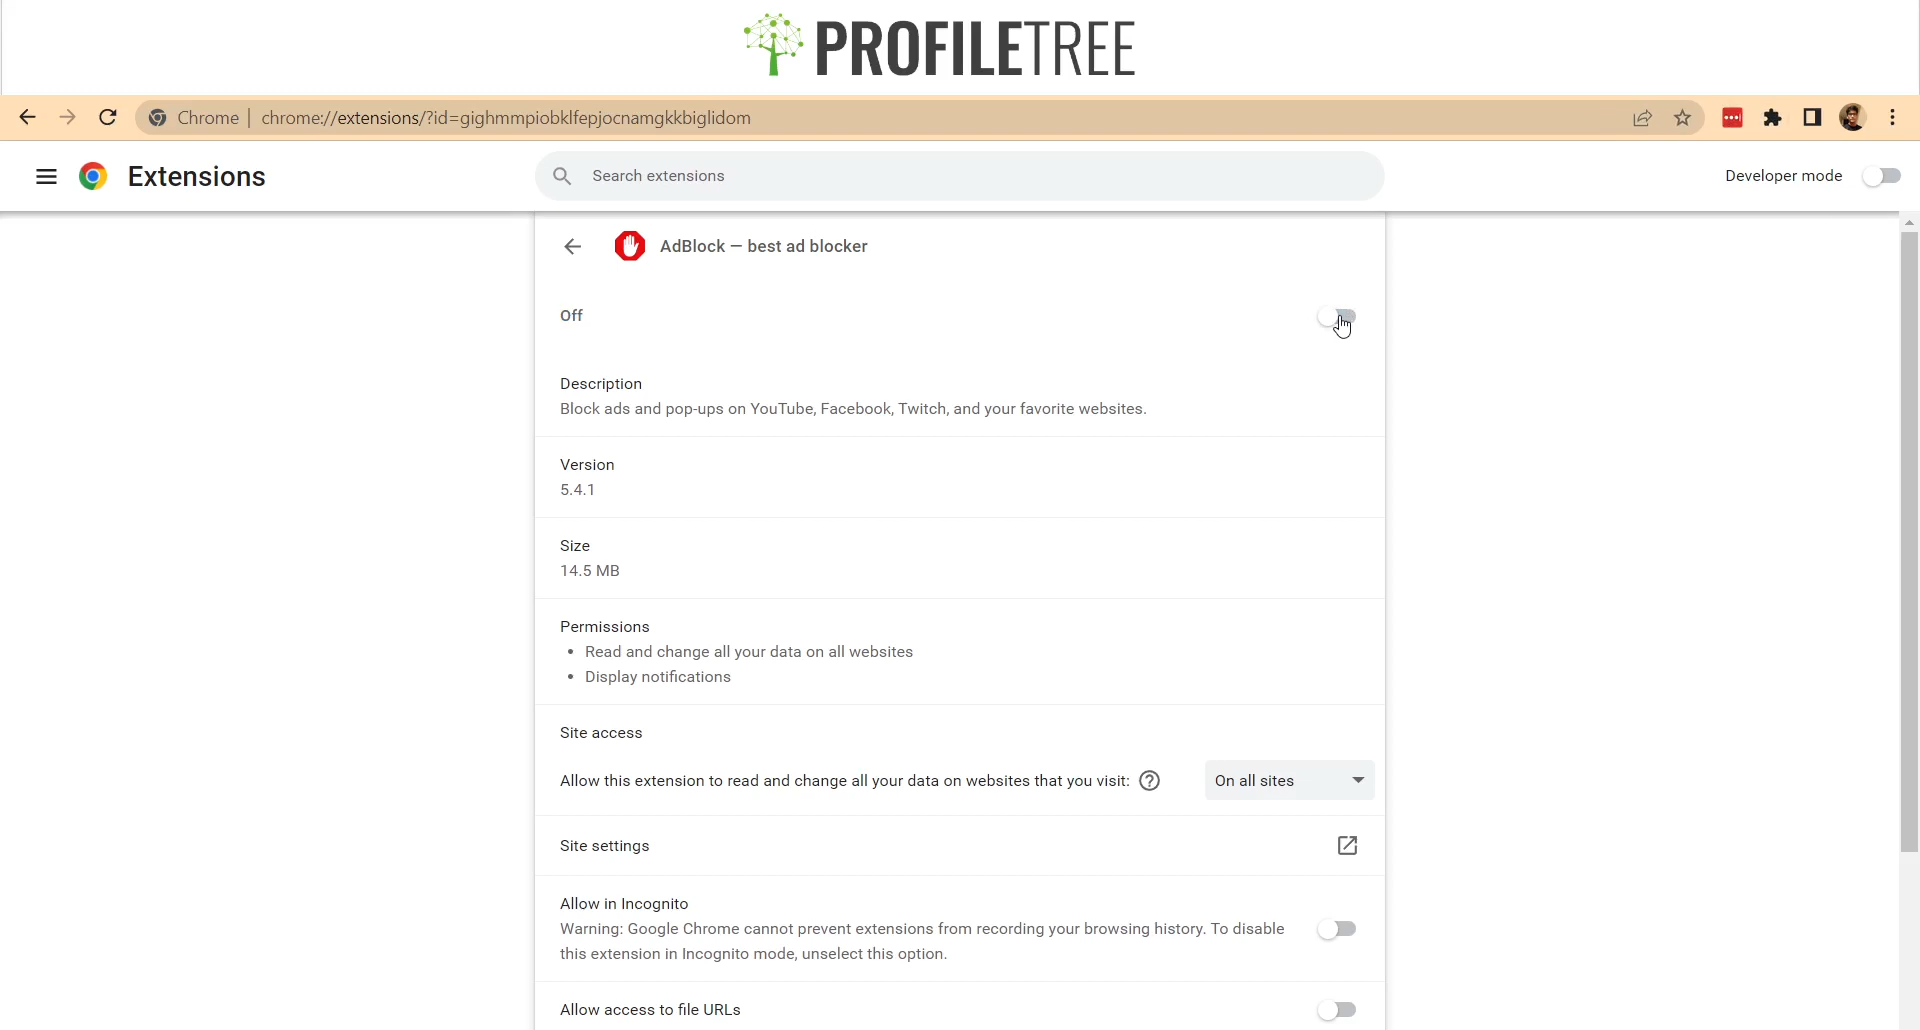 PROFILETREE
Chrome | chrome://extensions/?id=gighmmpiobklfepjocnamgkkbiglidom
Extensions
Search extensions
Developer mode
AdBlock — best ad blocker
Off
Description
Block ads and pop-ups on YouTube, Facebook, Twitch, and your favorite websites.
Version
5.4.1
Size
14.5 MB
Permissions
• Read and change all your data on all websites
• Display notifications
Site access
Allow this extension to read and change all your data on websites that you visit: ? On all sites
Site settings
Allow in Incognito
Warning: Google Chrome cannot prevent extensions from recording your browsing history. To disable
this extension in Incognito mode, unselect this option.
Allow access to file URLs